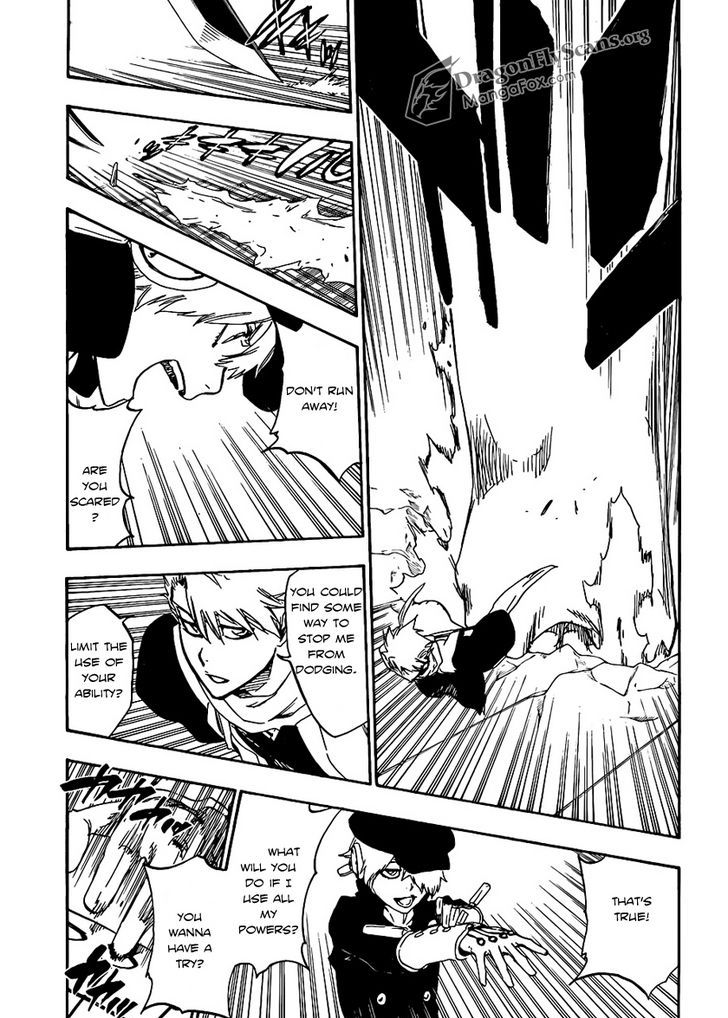 DragonFlyScans.org
MangaFox.com
DON'T RUN
AWAY!
ARE
YOU
SCARED
?
YOU COULD
FIND SOME
WAY TO
STOP ME
FROM
DODGING.
LIMIT THE
USE OF
YOUR
ABILITY?
THAT'S
TRUE!
WHAT
WILL YOU
DO IF I
USE ALL
MY
POWERS?
YOU
WANNA
HAVE A
TRY?